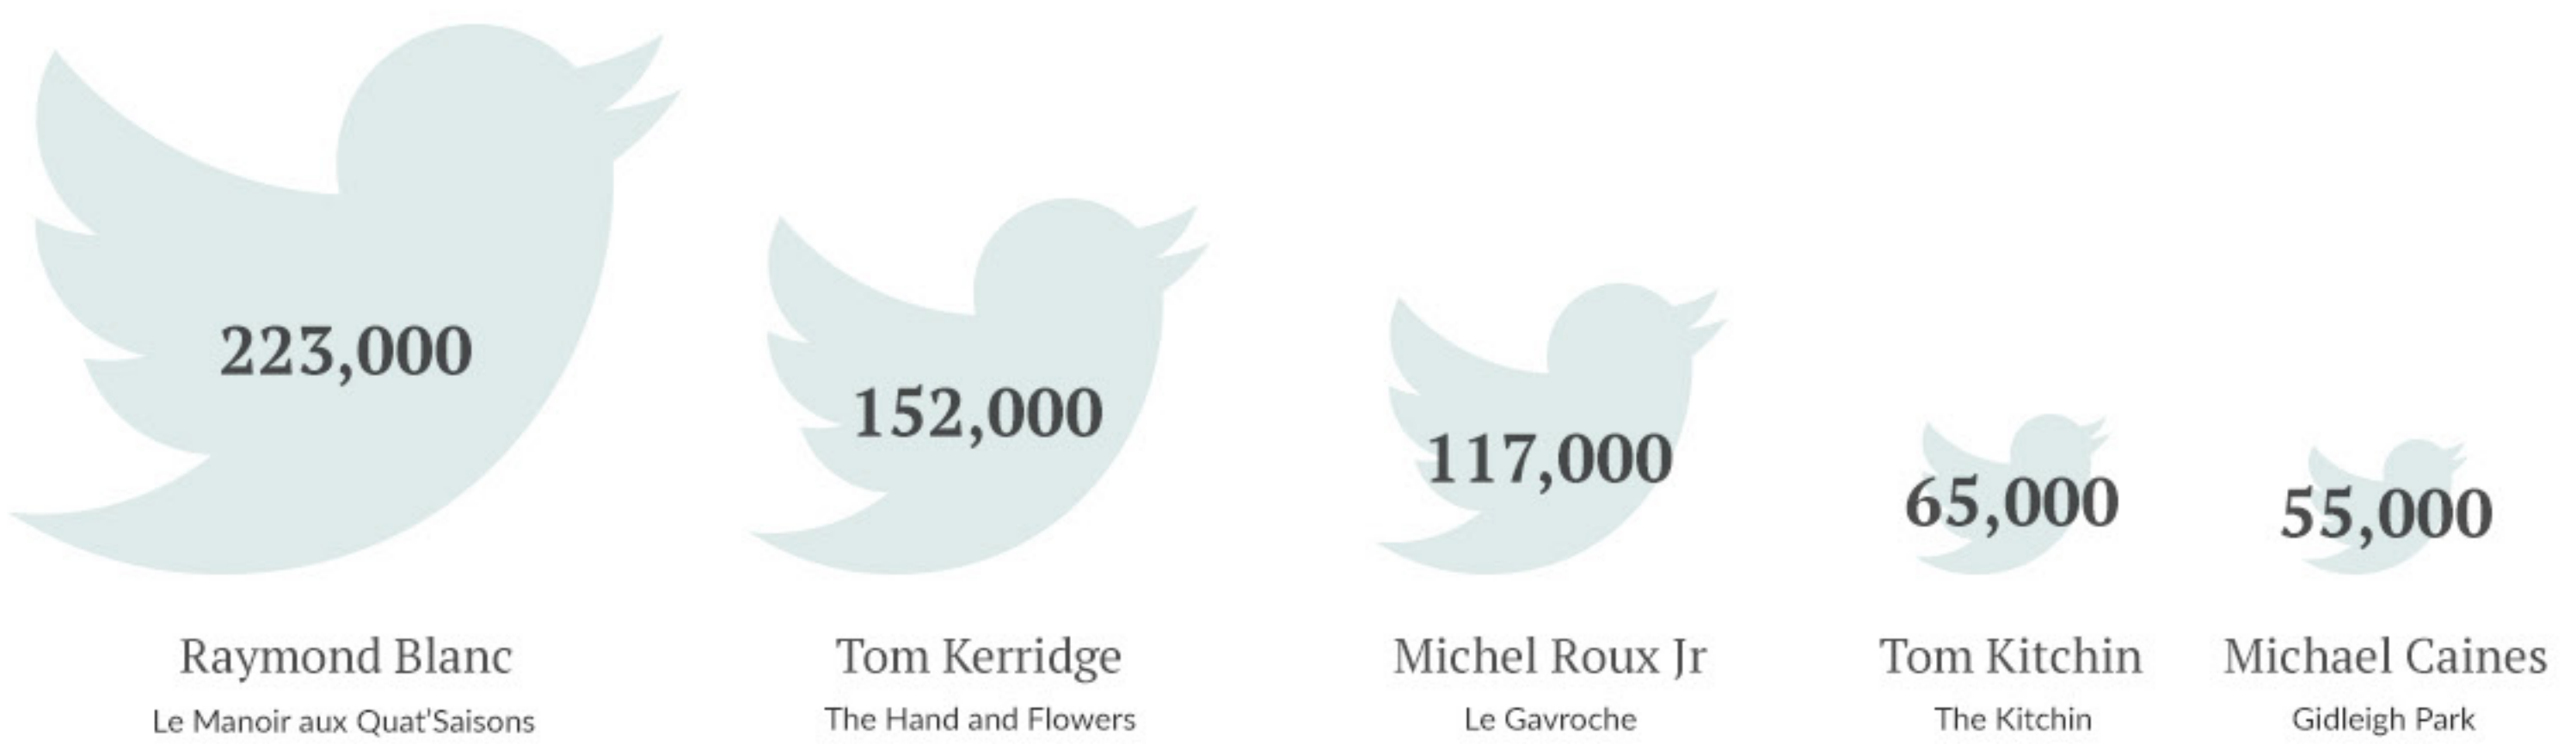 223,000
152,000
117,000
65,000
55,000
Raymond Blanc
Le Manoir aux Quat'Saisons
Tom Kerridge
The Hand and Flowers
Michel Roux Jr
Le Gavroche
Tom Kitchin
The Kitchin
Michael Caines
Gidleigh Park